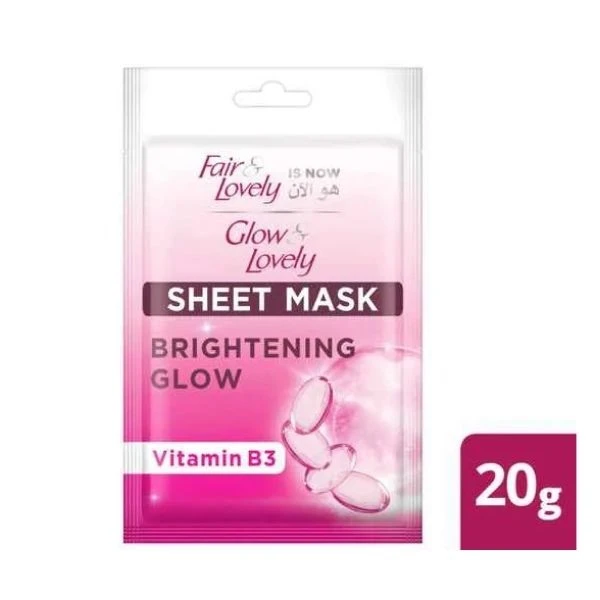 Fair & Lovely IS NOW
هو الآن
Glow & Lovely
SHEET MASK
BRIGHTENING
GLOW
Vitamin B3
20g